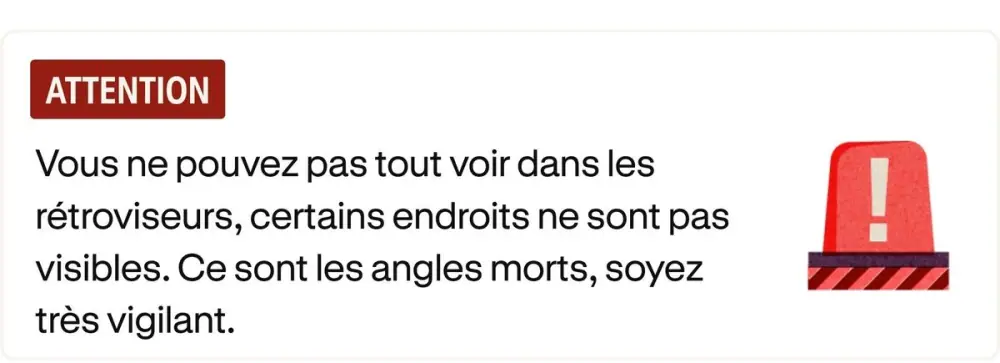 ATTENTION
Vous ne pouvez pas tout voir dans les
rétroviseurs, certains endroits ne sont pas
visibles. Ce sont les angles morts, soyez
très vigilant.
!